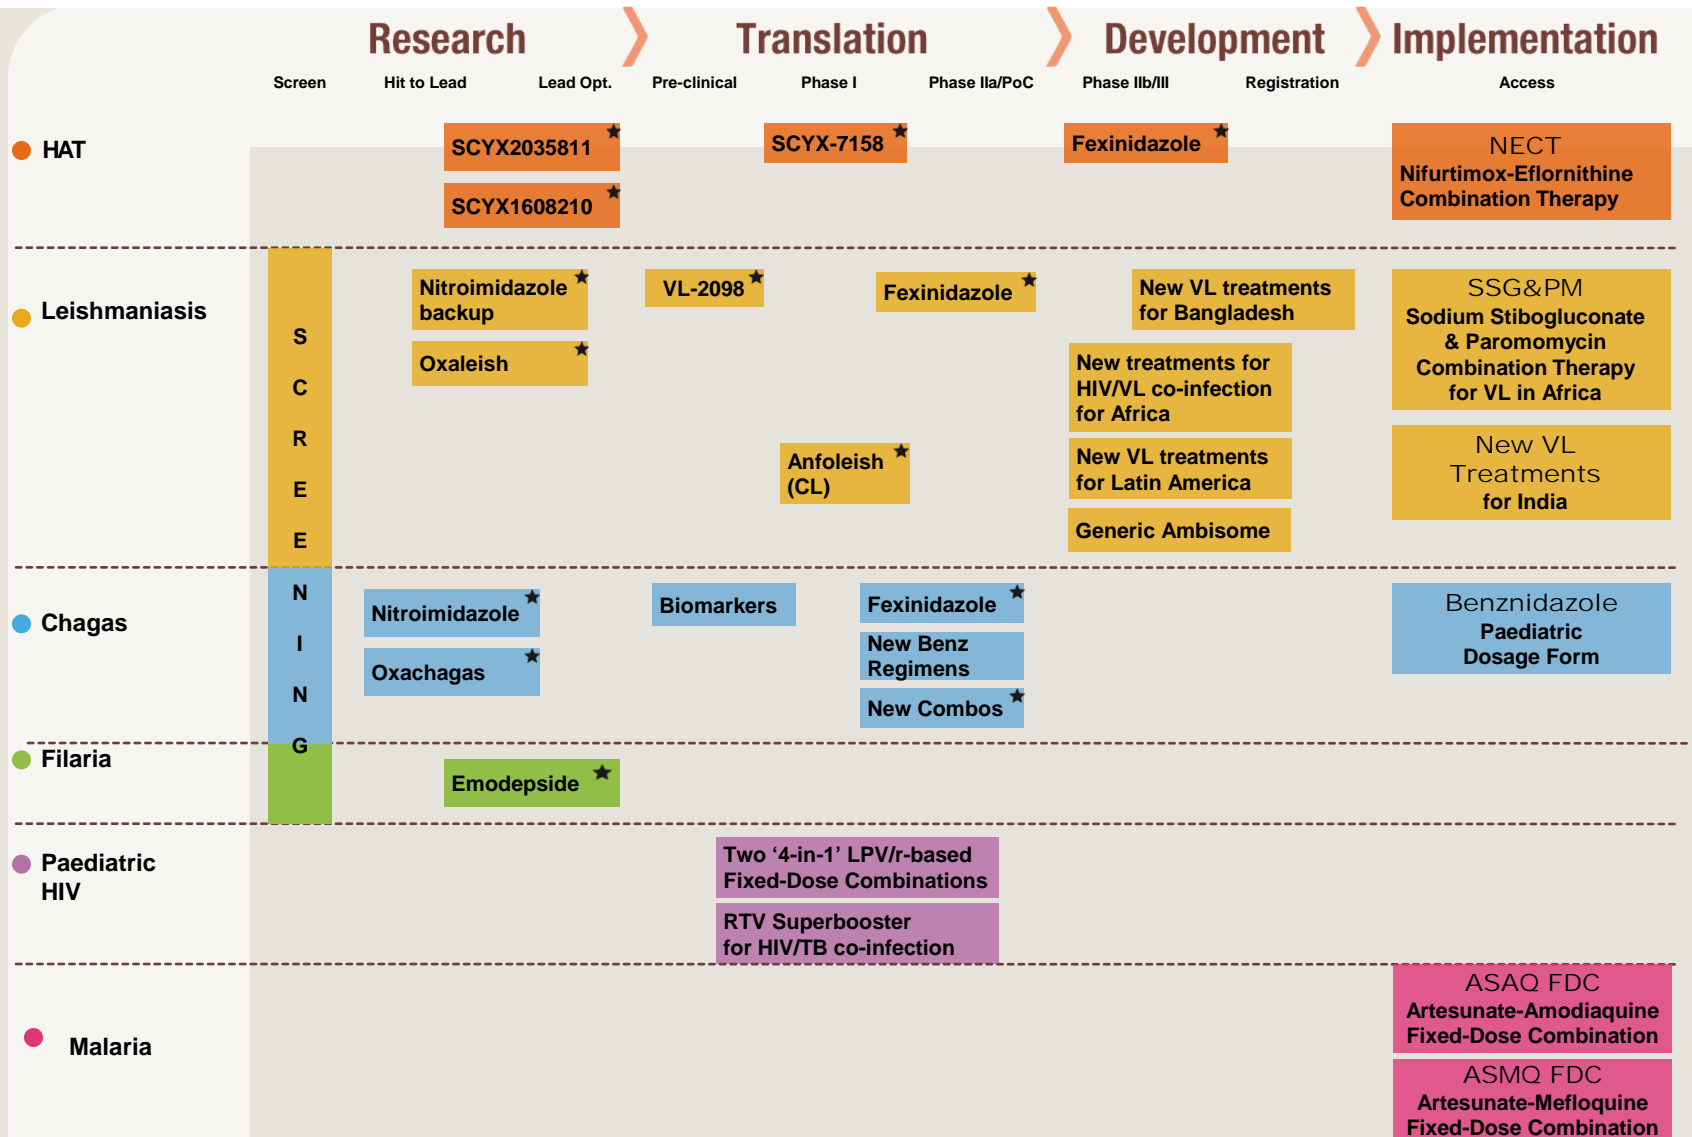 Research
Translation
Development
Implementation
Screen
Hit to Lead
Lead Opt.
Pre-clinical
Phase I
Phase IIa/PoC
Phase IIb/III
Registration
Access
HAT
SCYX2035811
SCYX1608210
SCYX-7158
Fexinidazole
NECT
Nifurtimox-Eflornithine
Combination Therapy
SCREENING
Leishmaniasis
Nitroimidazole
backup
Oxaleish
VL-2098
Fexinidazole
Anfoleish
(CL)
New VL treatments
for Bangladesh
New treatments for
HIV/VL co-infection
for Africa
New VL treatments
for Latin America
Generic Ambisome
SSG&PM
Sodium Stibogluconate
& Paromomycin
Combination Therapy
for VL in Africa
New VL
Treatments
for India
Chagas
Nitroimidazole
Oxachagas
Biomarkers
Fexinidazole
New Benz
Regimens
New Combos
Benznidazole
Paediatric
Dosage Form
Filaria
Emodepside
Paediatric
HIV
Two ‘4-in-1’ LPV/r-based
Fixed-Dose Combinations
RTV Superbooster
for HIV/TB co-infection
Malaria
ASAQ FDC
Artesunate-Amodiaquine
Fixed-Dose Combination
ASMQ FDC
Artesunate-Mefloquine
Fixed-Dose Combination